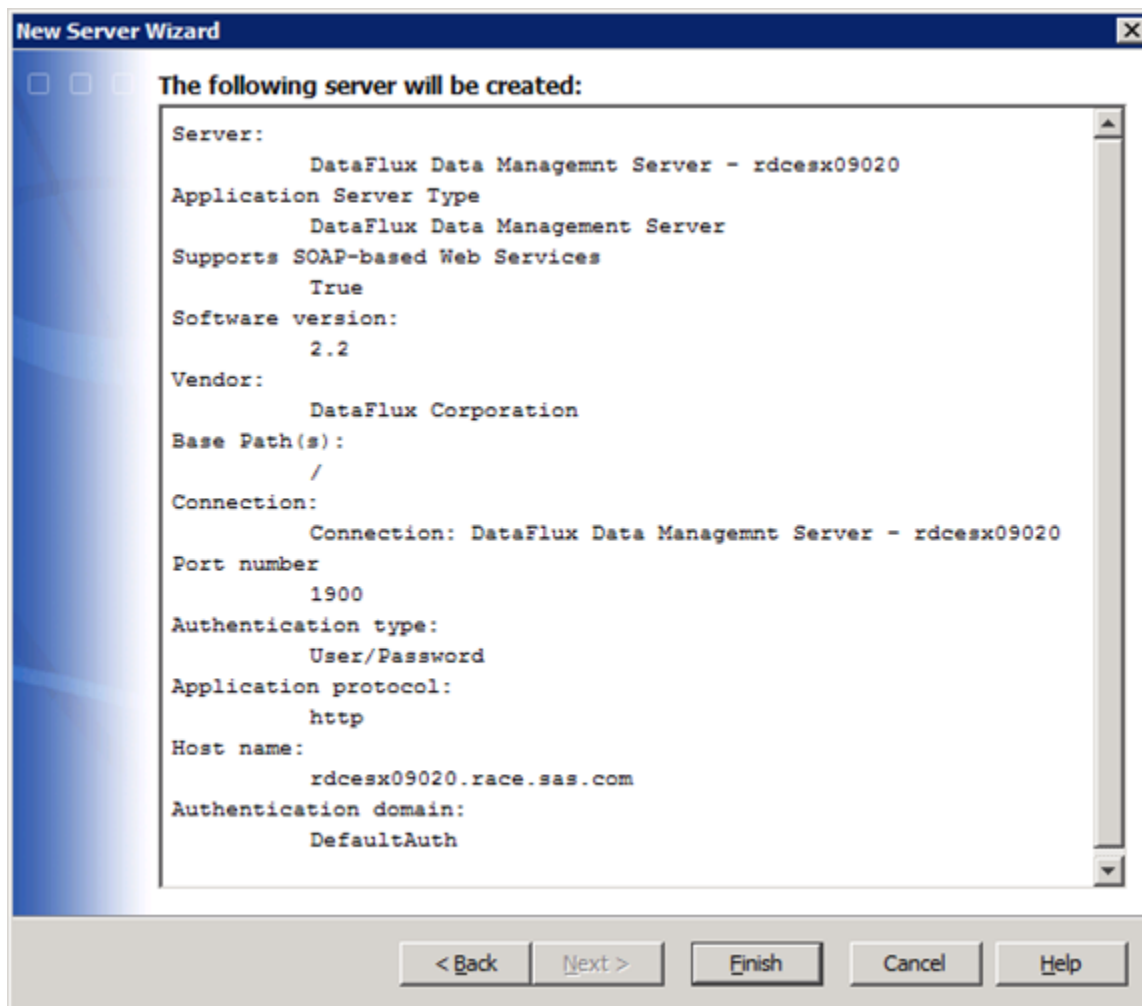 New Server Wizard
The following server will be created:
Server:
DataFlux Data Managemnt Server - rdcesx09020
Application Server Type
DataFlux Data Management Server
Supports SOAP-based Web Services
True
Software version:
2.2
Vendor:
DataFlux Corporation
Base Path(s):
/
Connection:
Connection: DataFlux Data Managemnt Server - rdcesx09020
Port number
1900
Authentication type:
User/Password
Application protocol:
http
Host name:
rdcesx09020.race.sas.com
Authentication domain:
DefaultAuth
< Back Next > Finish Cancel Help